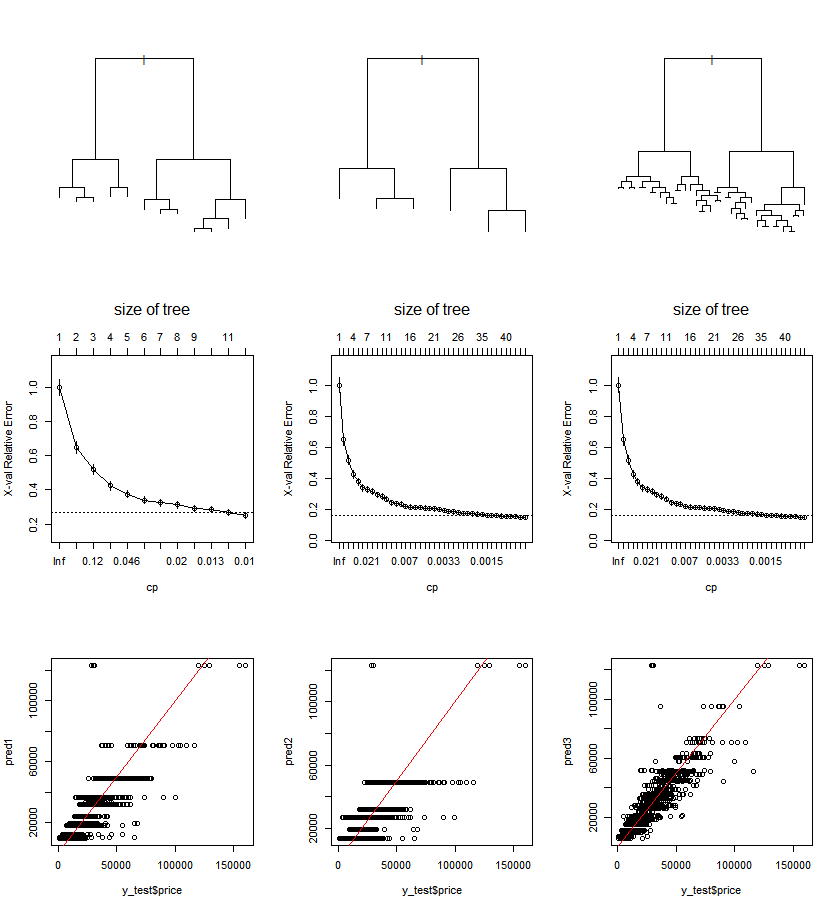 size of tree
1 2 3 4 5 6 7 8 9 11
X-val Relative Error
0.2 0.4 0.6 0.8 1.0
Inf 0.12 0.046 0.02 0.013 0.01
cp
size of tree
1 4 7 11 16 21 26 35 40
X-val Relative Error
0.0 0.2 0.4 0.6 0.8 1.0
Inf 0.021 0.007 0.0033 0.0015
cp
size of tree
1 4 7 11 16 21 26 35 40
X-val Relative Error
0.0 0.2 0.4 0.6 0.8 1.0
Inf 0.021 0.007 0.0033 0.0015
cp
pred1
20000 60000 100000
0 50000 100000 150000
y_test$price
pred2
20000 60000 100000
0 50000 100000 150000
y_test$price
pred3
20000 60000 100000
0 50000 100000 150000
y_test$price